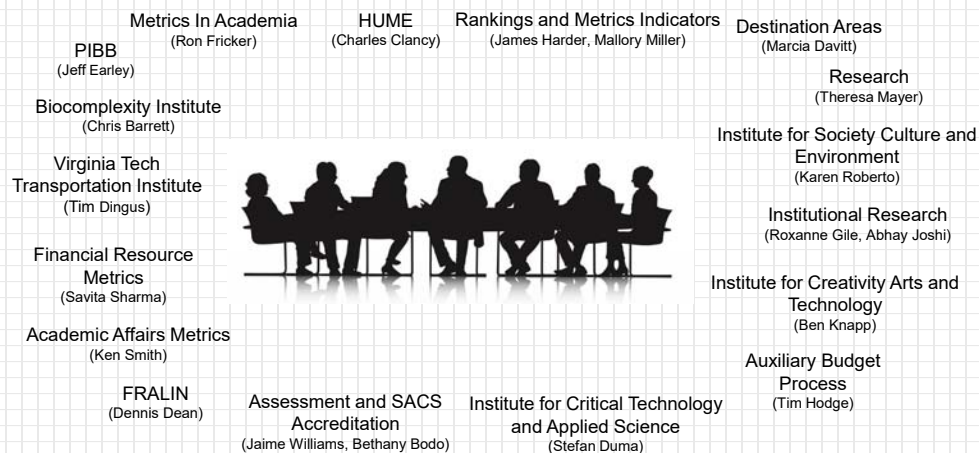 Metrics In Academia
(Ron Fricker)
HUME
(Charles Clancy)
Rankings and Metrics Indicators
(James Harder, Mallory Miller)
Destination Areas
(Marcia Davitt)
PIBB
(Jeff Earley)
Research
(Theresa Mayer)
Biocomplexity Institute
(Chris Barrett)
Institute for Society Culture and
Environment
(Karen Roberto)
Virginia Tech
Transportation Institute
(Tim Dingus)
Institutional Research
(Roxanne Gile, Abhay Joshi)
Financial Resource
Metrics
(Savita Sharma)
Institute for Creativity Arts and
Technology
(Ben Knapp)
Academic Affairs Metrics
(Ken Smith)
Auxiliary Budget
Process
(Tim Hodge)
FRALIN
(Dennis Dean)
Assessment and SACS
Accreditation
(Jaime Williams, Bethany Bodo)
Institute for Critical Technology
and Applied Science
(Stefan Duma)